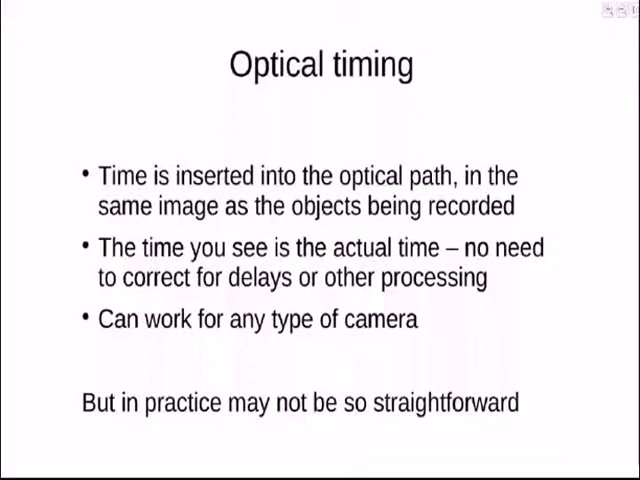 Optical timing
• Time is inserted into the optical path, in the
same image as the objects being recorded
• The time you see is the actual time – no need
to correct for delays or other processing
• Can work for any type of camera
But in practice may not be so straightforward